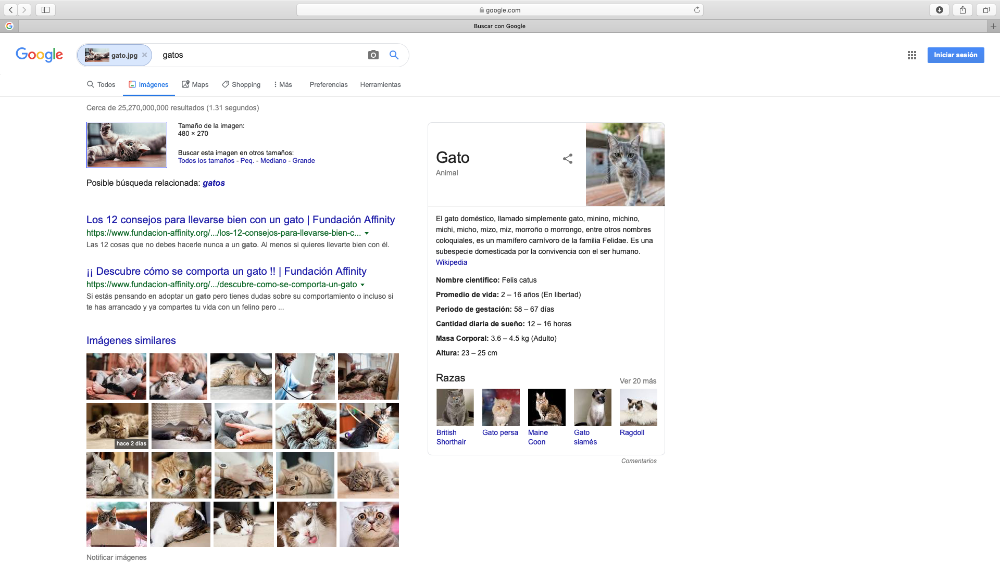 google.com
Buscar con Google
Google
gato.jpg
gatos
Iniciar sesión
Todos
Imágenes
Maps
Shopping
Más
Preferencias
Herramientas
Cerca de 25,270,000,000 resultados (1.31 segundos)
Tamaño de la imagen:
480 × 270
Buscar esta imagen en otros tamaños:
Todos los tamaños - Peq. - Mediano - Grande
Posible búsqueda relacionada: gatos
Los 12 consejos para llevarse bien con un gato | Fundación Affinity
https://www.fundacion-affinity.org/.../los-12-consejos-para-llevarse-bien-c...
Las 12 cosas que no debes hacerle nunca a un gato. Al menos si quieres llevarte bien con él.
¡¡ Descubre cómo se comporta un gato !! | Fundación Affinity
https://www.fundacion-affinity.org/.../descubre-como-se-comporta-un-gato
Si estás pensando en adoptar un gato pero tienes dudas sobre su comportamiento o incluso si
te has arrancado y ya compartes tu vida con un felino pero ...
Imágenes similares
hace 2 días
Notificar imágenes
Gato
Animal
El gato doméstico, llamado simplemente gato, minino, michino,
michi, micho, mizo, miz, morroño o morrongo, entre otros nombres
coloquiales, es un mamífero carnívoro de la familia Felidae. Es una
subespecie domesticada por la convivencia con el ser humano.
Wikipedia
Nombre científico: Felis catus
Promedio de vida: 2 – 16 años (En libertad)
Periodo de gestación: 58 – 67 días
Cantidad diaria de sueño: 12 – 16 horas
Masa Corporal: 3.6 – 4.5 kg (Adulto)
Altura: 23 – 25 cm
Razas
Ver 20 más
British
Shorthair
Gato persa
Maine
Coon
Gato
siamés
Ragdoll
Comentarios